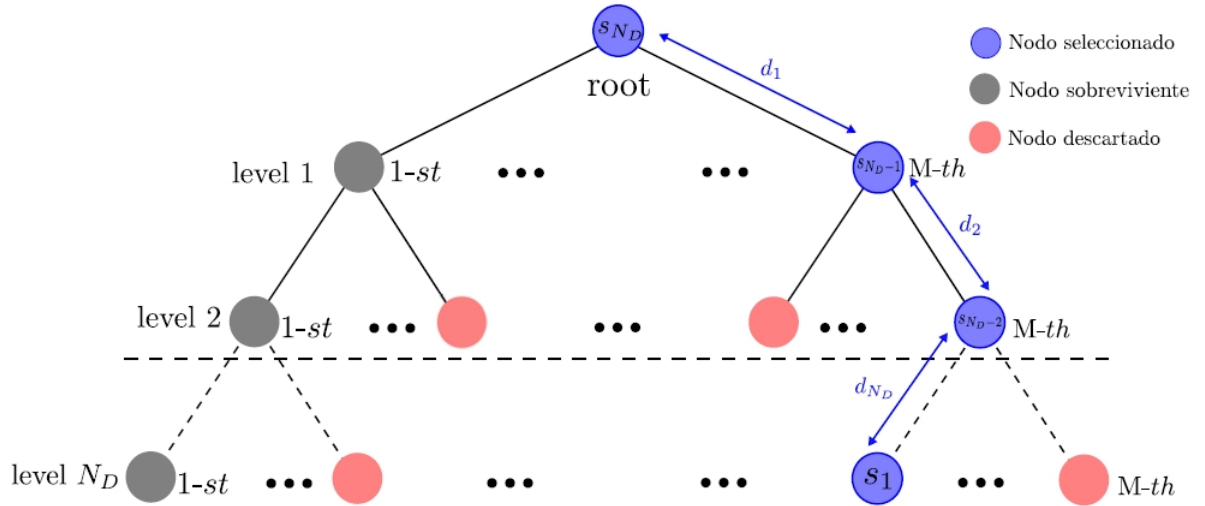 s_{N_D}
root
d_1
Nodo seleccionado
Nodo sobreviviente
Nodo descartado
level 1
1-st
s_{N_D-1}
M-th
d_2
level 2
1-st
s_{N_D-2}
M-th
d_{N_D}
level N_D
1-st
s_1
M-th